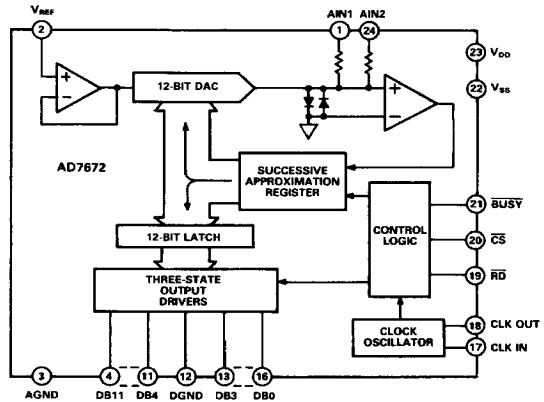 VREF
AIN1 AIN2
2
1
24
23 VDD
+
−
12-BIT DAC
+
−
22 VSS
AD7672
SUCCESSIVE
APPROXIMATION
REGISTER
21 BUSY
CONTROL
LOGIC
20 CS
12-BIT LATCH
19 RD
THREE-STATE
OUTPUT
DRIVERS
CLOCK
OSCILLATOR
18 CLK OUT
17 CLK IN
3
4
11
12
13
16
AGND
DB11
DB4
DGND
DB3
DB0